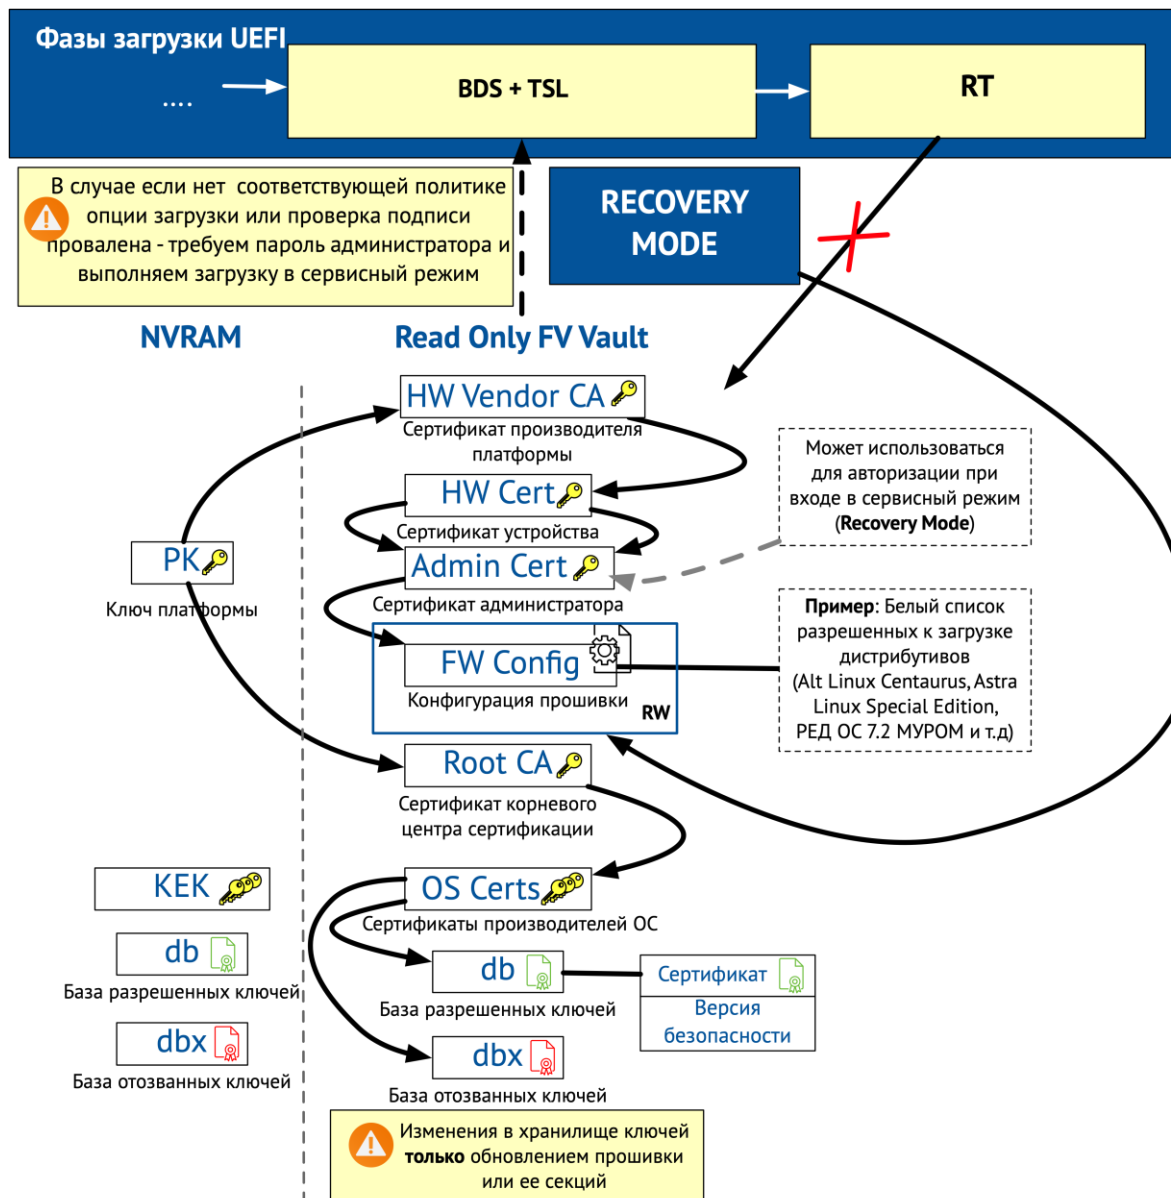 Фазы загрузки UEFI
....
BDS + TSL
RT
В случае если нет соответствующей политике
опции загрузки или проверка подписи
провалена - требуем пароль администратора и
выполняем загрузку в сервисный режим
RECOVERY
MODE
NVRAM
Read Only FV Vault
HW Vendor CA
Сертификат производителя
платформы
HW Cert
Сертификат устройства
Может использоваться
для авторизации при
входе в сервисный режим
(Recovery Mode)
PK
Ключ платформы
Admin Cert
Сертификат администратора
FW Config
Конфигурация прошивки
RW
Пример: Белый список
разрешенных к загрузке
дистрибутивов
(Alt Linux Centaurus, Astra
Linux Special Edition,
РЕД ОС 7.2 МУРОМ и т.д)
Root CA
Сертификат корневого
центра сертификации
KEK
OS Certs
Сертификаты производителей ОС
db
База разрешенных ключей
db
База разрешенных ключей
Сертификат
Версия
безопасности
dbx
База отозванных ключей
dbx
База отозванных ключей
Изменения в хранилище ключей
только обновлением прошивки
или ее секций